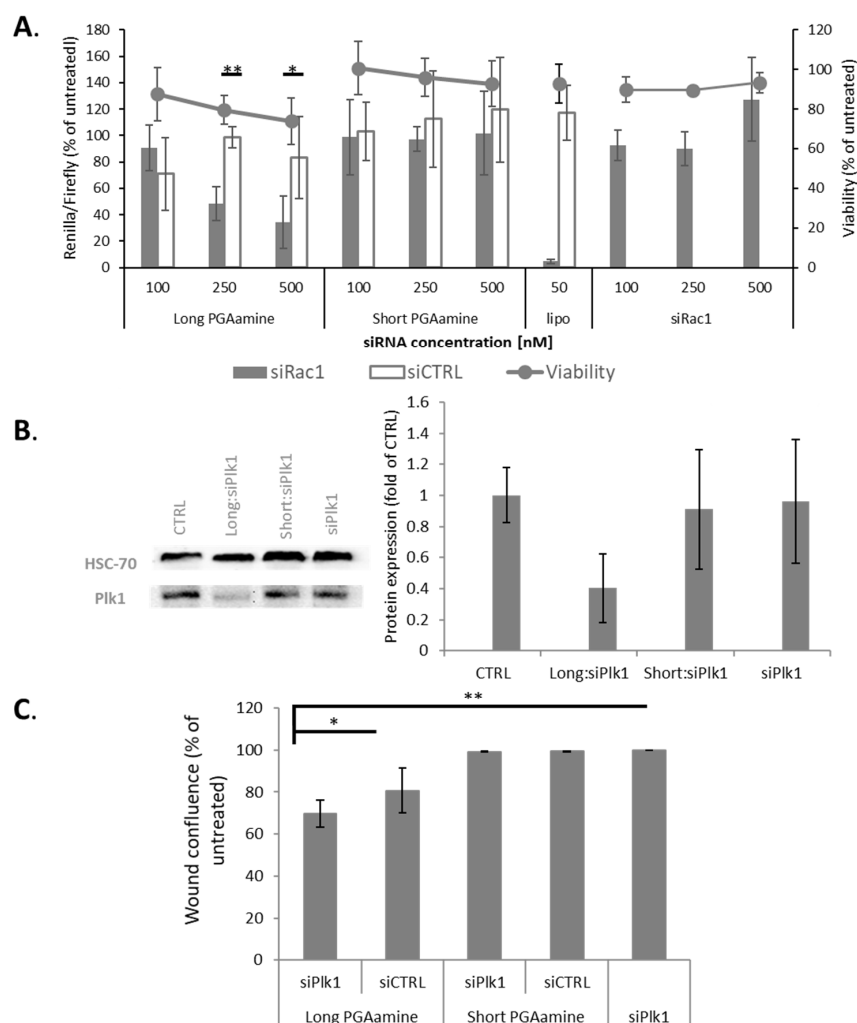 A.
Renilla/Firefly (% of untreatedl)
180
160
140
120
100
80
60
40
20
0
** *
120
100
80
60
40
20
0
Viability (% of untreated)
100 250 500 100 250 500 50 100 250 500
Long PGAamine Short PGAamine lipo siRac1
siRNA concentration [nM]
siRac1 siCTRL Viability
B.
CTRL
Long:siPlk1
Short:siPlk1
siPlk1
HSC-70
Plk1
Protein expression (fold of CTRL)
1.6
1.4
1.2
1
0.8
0.6
0.4
0.2
0
CTRL Long:siPlk1 Short:siPlk1 siPlk1
C.
Wound confluence (% of
untreated)
120
100
80
60
40
20
0
**
*
siPlk1 siCTRL siPlk1 siCTRL
Long PGAamine Short PGAamine siPlk1